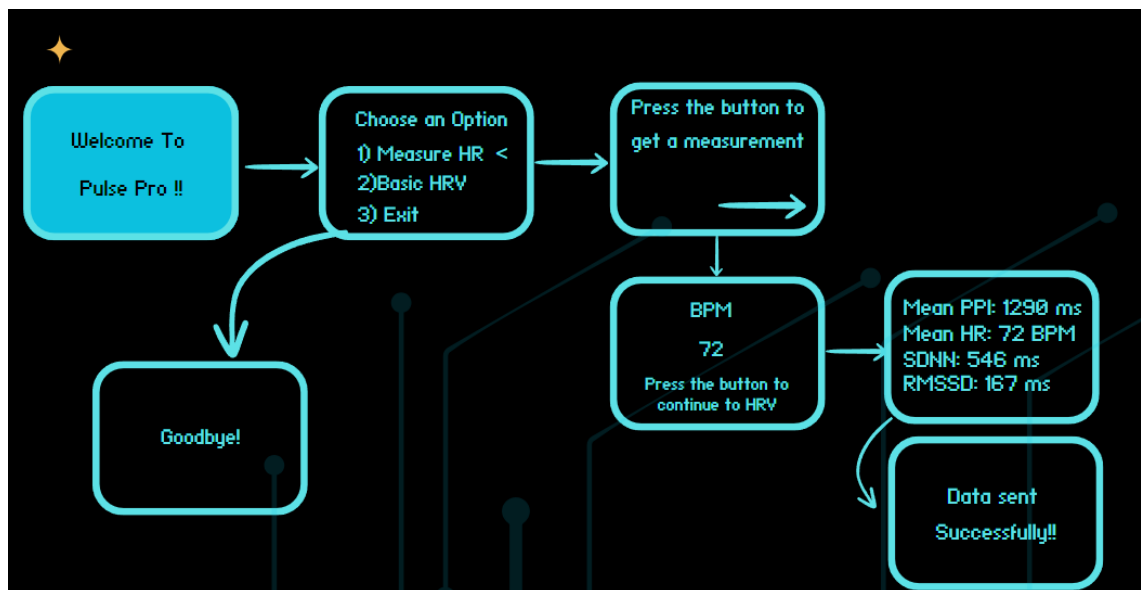 Welcome To
Pulse Pro !!
Choose an Option
1) Measure HR <
2)Basic HRV
3) Exit
Press the button to
get a measurement
BPM
72
Press the button to
continue to HRV
Mean PPI: 1290 ms
Mean HR: 72 BPM
SDNN: 546 ms
RMSSD: 167 ms
Goodbye!
Data sent
Successfully!!